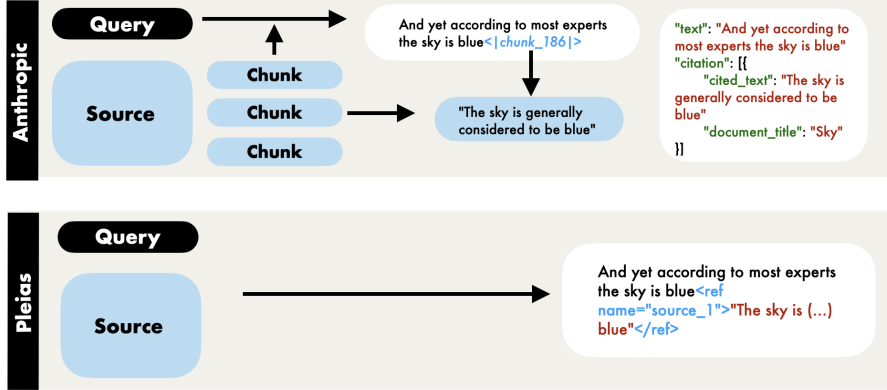 Anthropic
Query
Source
Chunk
Chunk
Chunk
And yet according to most experts
the sky is blue<|chunk_186|>
"The sky is generally
considered to be blue"
"text": "And yet according to
most experts the sky is blue"
"citation": [{
"cited_text": "The sky is
generally considered to be
blue"
"document_title": "Sky"
}]
Pleias
Query
Source
And yet according to most experts
the sky is blue<ref
name="source_1">"The sky is (...)
blue"</ref>